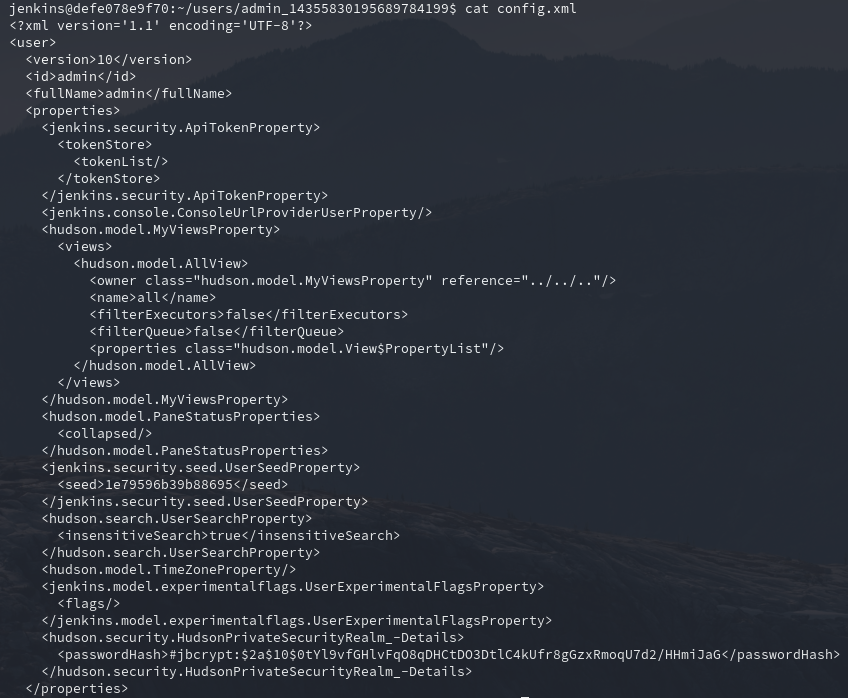 jenkins@defe078e9f70:~/users/admin_14355830195689784199$ cat config.xml
<?xml version='1.1' encoding='UTF-8'?>
<user>
  <version>10</version>
  <id>admin</id>
  <fullName>admin</fullName>
  <properties>
    <jenkins.security.ApiTokenProperty>
      <tokenStore>
        <tokenList/>
      </tokenStore>
    </jenkins.security.ApiTokenProperty>
    <jenkins.console.ConsoleUrlProviderUserProperty/>
    <hudson.model.MyViewsProperty>
      <views>
        <hudson.model.AllView>
          <owner class="hudson.model.MyViewsProperty" reference="../../.."/>
          <name>all</name>
          <filterExecutors>false</filterExecutors>
          <filterQueue>false</filterQueue>
          <properties class="hudson.model.View$PropertyList"/>
        </hudson.model.AllView>
      </views>
    </hudson.model.MyViewsProperty>
    <hudson.model.PaneStatusProperties>
      <collapsed/>
    </hudson.model.PaneStatusProperties>
    <jenkins.security.seed.UserSeedProperty>
      <seed>1e79596b39b88695</seed>
    </jenkins.security.seed.UserSeedProperty>
    <hudson.search.UserSearchProperty>
      <insensitiveSearch>true</insensitiveSearch>
    </hudson.search.UserSearchProperty>
    <hudson.model.TimeZoneProperty/>
    <jenkins.model.experimentalflags.UserExperimentalFlagsProperty>
      <flags/>
    </jenkins.model.experimentalflags.UserExperimentalFlagsProperty>
    <hudson.security.HudsonPrivateSecurityRealm_-Details>
      <passwordHash>#jbcrypt:$2a$10$0tYl9vfGHlvFqO8qDHCtDO3DtlC4kUfr8gGzxRmoqU7d2/HHmiJaG</passwordHash>
    </hudson.security.HudsonPrivateSecurityRealm_-Details>
  </properties>